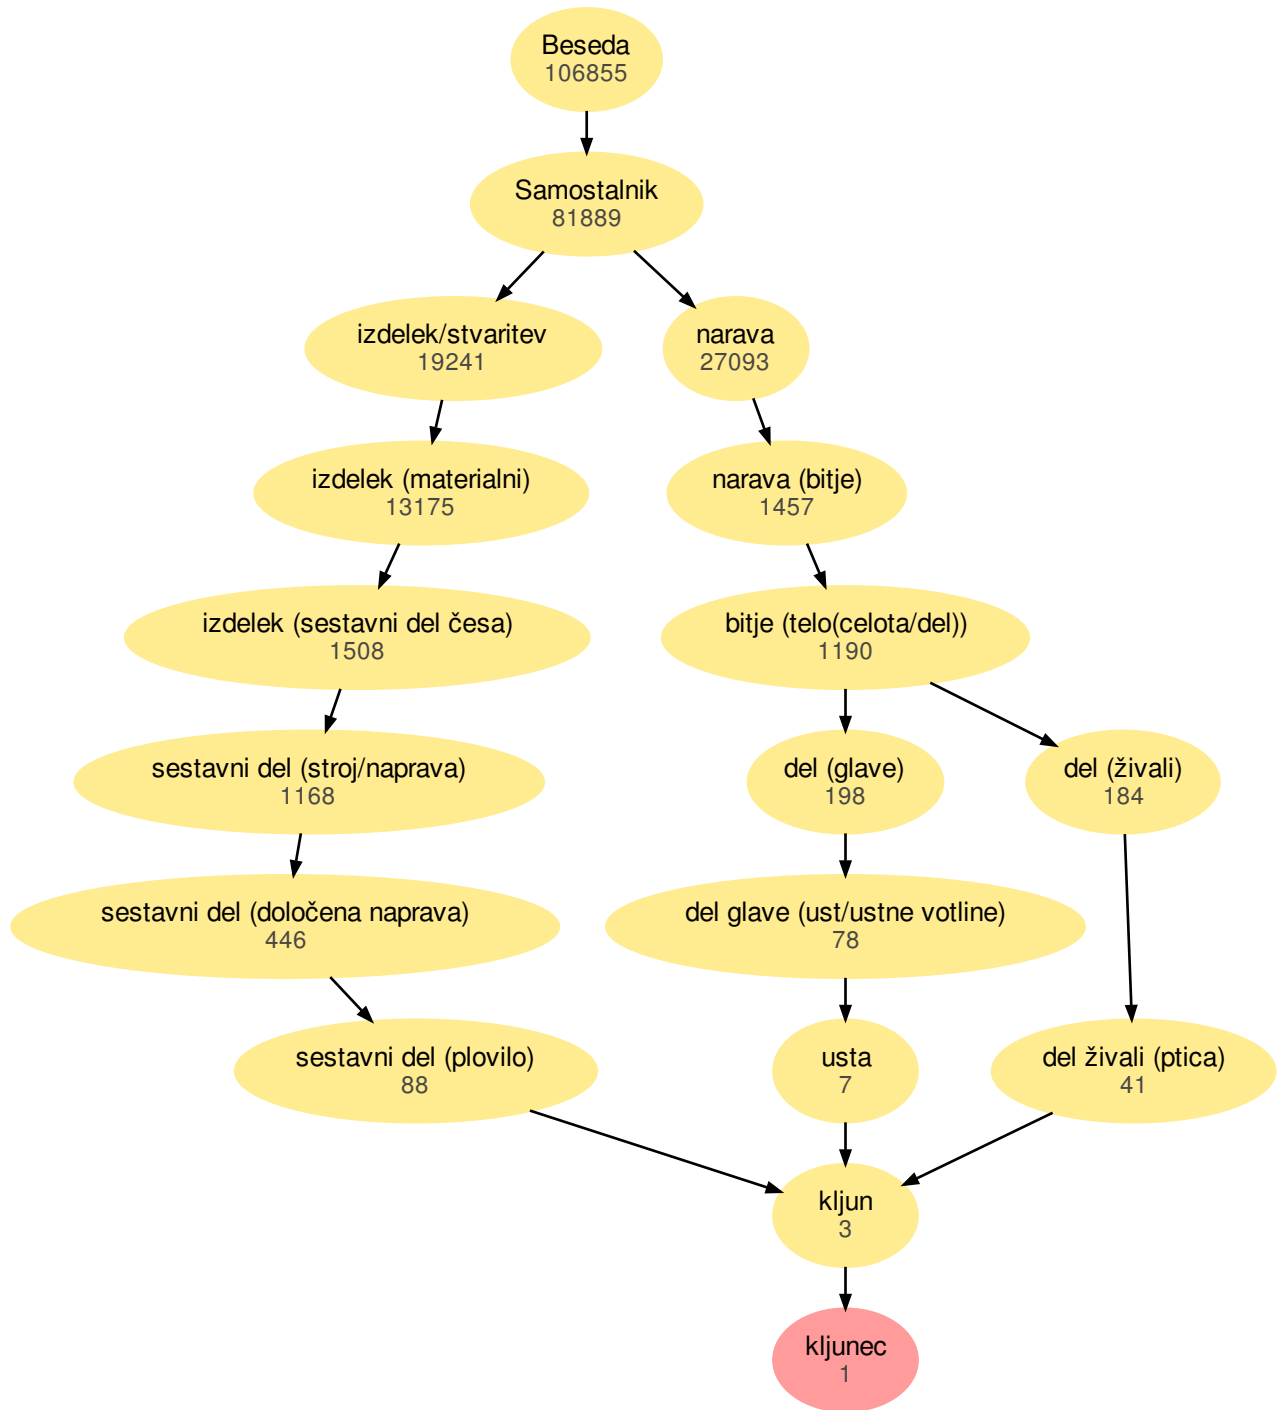 Beseda
106855
Samostalnik
81889
izdelek/stvaritev
19241
narava
27093
izdelek (materialni)
13175
narava (bitje)
1457
izdelek (sestavni del česa)
1508
bitje (telo(celota/del))
1190
sestavni del (stroj/naprava)
1168
del (glave)
198
del (živali)
184
sestavni del (določena naprava)
446
del glave (ust/ustne votline)
78
sestavni del (plovilo)
88
usta
7
del živali (ptica)
41
kljun
3
kljunec
1